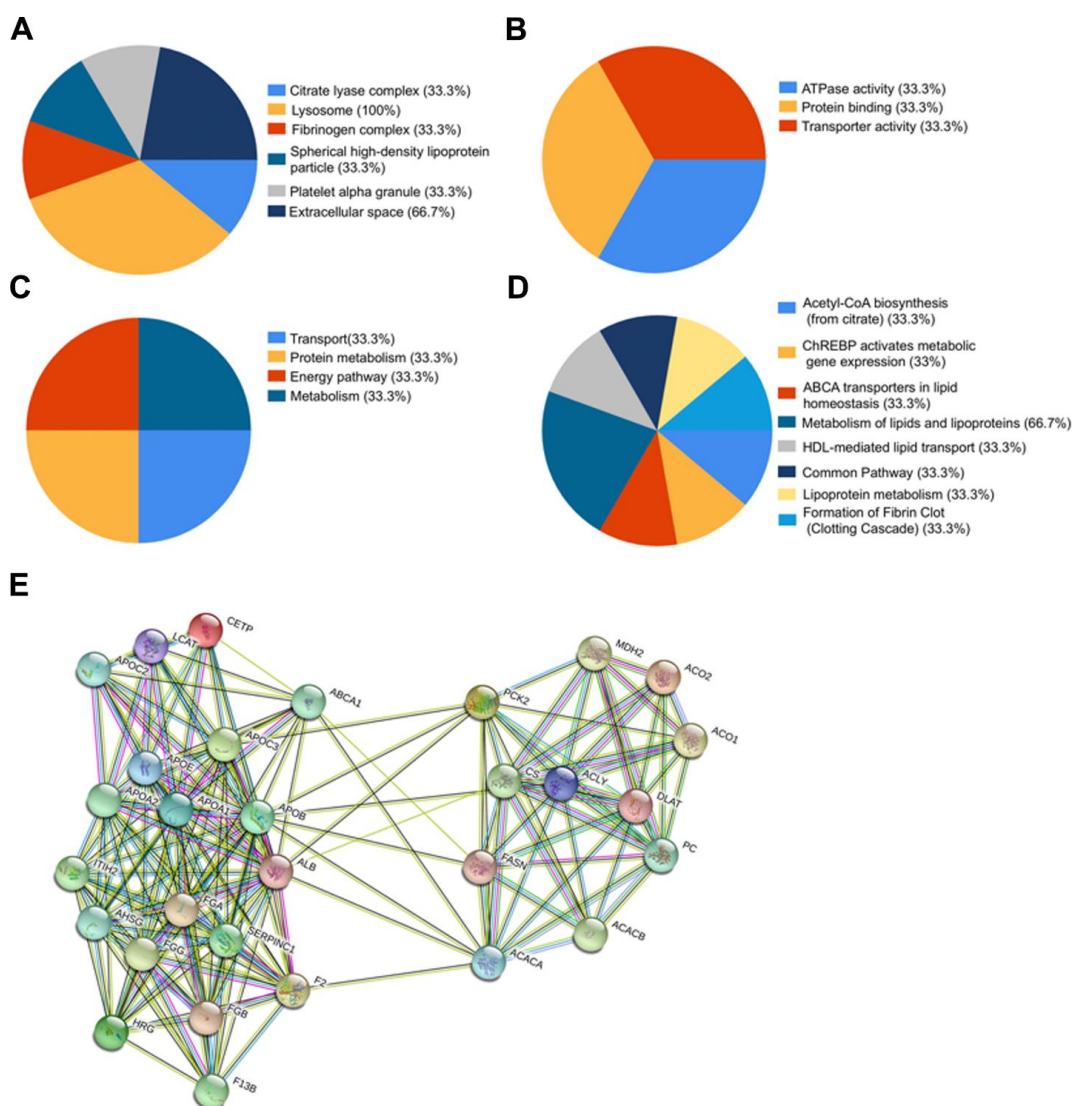 A
Citrate lyase complex (33.3%)
Lysosome (100%)
Fibrinogen complex (33.3%)
Spherical high-density lipoprotein
particle (33.3%)
Platelet alpha granule (33.3%)
Extracellular space (66.7%)
B
ATPase activity (33.3%)
Protein binding (33.3%)
Transporter activity (33.3%)
C
Transport(33.3%)
Protein metabolism (33.3%)
Energy pathway (33.3%)
Metabolism (33.3%)
D
Acetyl-CoA biosynthesis
(from citrate) (33.3%)
ChREBP activates metabolic
gene expression (33%)
ABCA transporters in lipid
homeostasis (33.3%)
Metabolism of lipids and lipoproteins (66.7%)
HDL-mediated lipid transport (33.3%)
Common Pathway (33.3%)
Lipoprotein metabolism (33.3%)
Formation of Fibrin Clot
(Clotting Cascade) (33.3%)
E
CETP
LCAT
APOC2
ABCA1
APOC3
APOE
APOA2
APOA1
APOB
ALB
ITIH2
FGA
AHSG
SERPINC1
FGG
F2
FGB
HRG
F13B
MDH2
ACO2
PCK2
ACO1
CS
ACLY
DLAT
PC
FASN
ACACB
ACACA